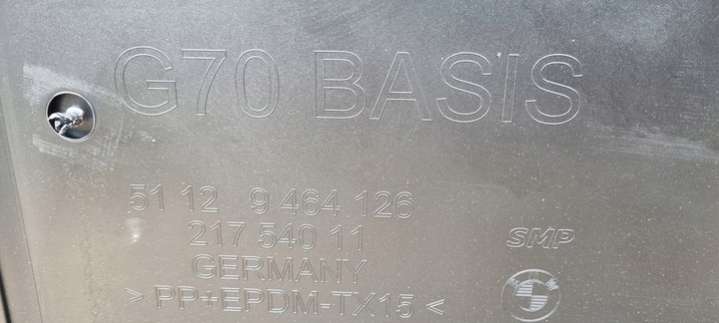 G70 BASIS
51 12 9 464 126
217 540 11
GERMANY
SMP
> PP+EPDM-TX15 <